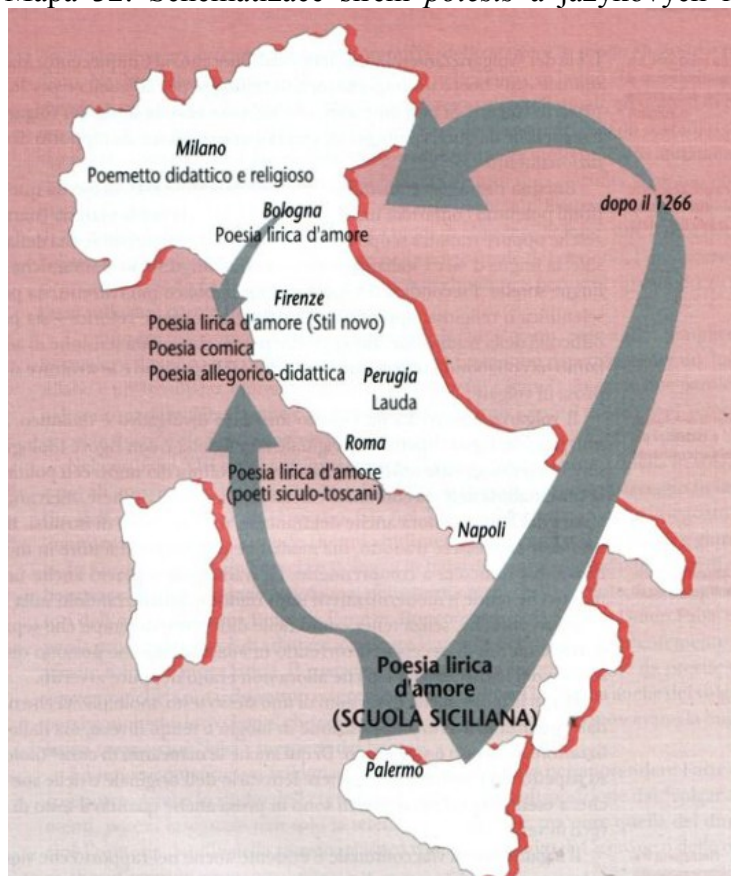 Mapa 32: Schematizace šíření a jazykových
Milano
Poemetto didattico e religioso
dopo il 1266
Bologna
Poesia lirica d'amore
Firenze
Poesia lirica d'amore (Stil novo)
Poesia comica
Poesia allegorico-didattica
Perugia
Lauda
Roma
Poesia lirica d'amore
(poeti siculo-toscani)
Napoli
Poesia lirica
d'amore
(SCUOLA SICILIANA)
Palermo